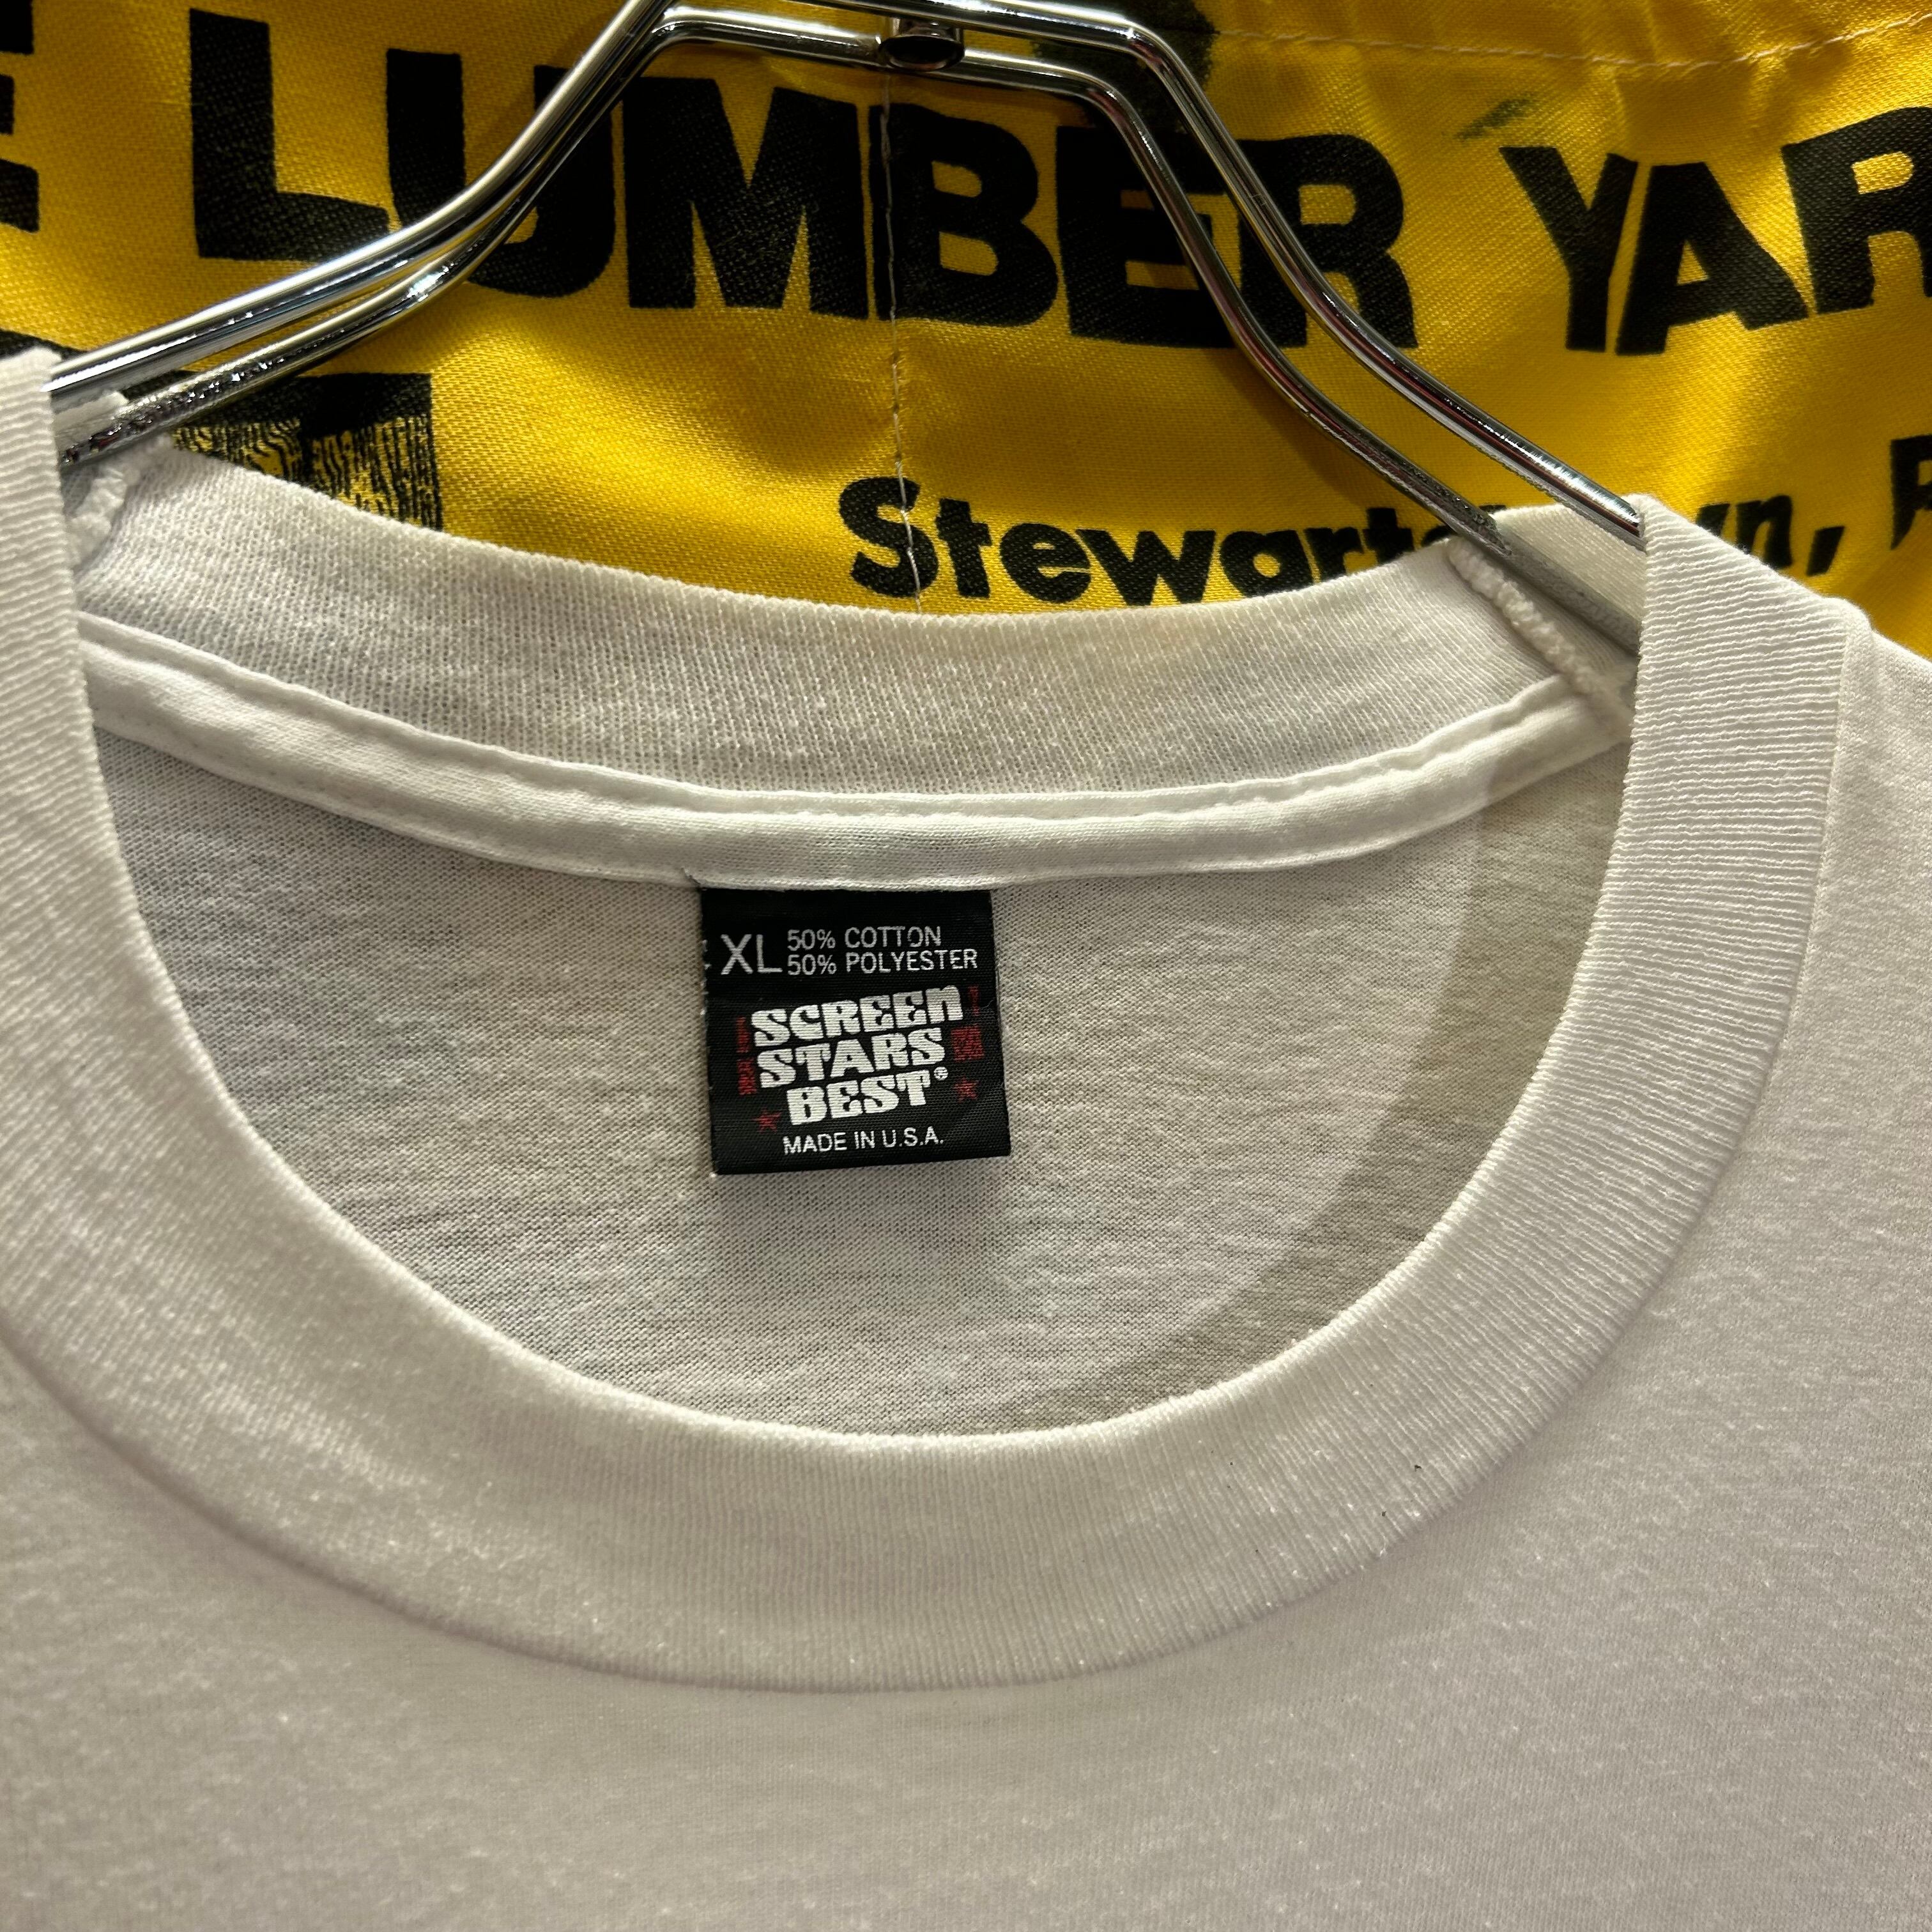 LUMBER YAR
Stewart
XL 50% COTTON
50% POLYESTER
SCREEN
STARS
BEST®
MADE IN U.S.A.